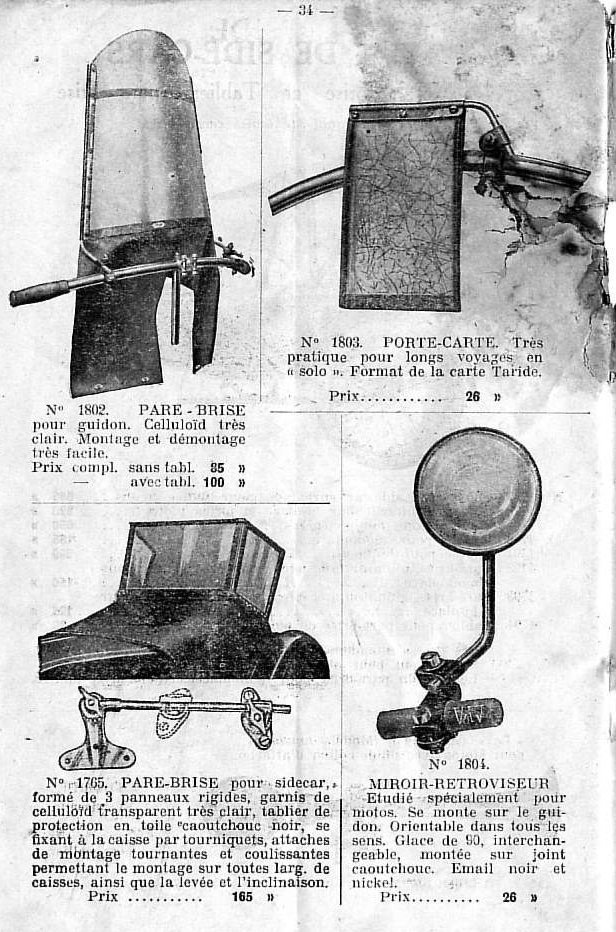 — 34 —
N° 1802. PARE-BRISE
pour guidon. Celluloïd très
clair. Montage et démontage
très facile.
Prix compl. sans tabl. 85 »
— avec tabl. 100 »
N° 1803. PORTE-CARTE. Très
pratique pour longs voyages en
« solo ». Format de la carte Taride.
Prix............ 26 »
N° 1765. PARE-BRISE pour sidecar,
formé de 3 panneaux rigides, garnis de
celluloïd transparent très clair, tablier de
protection en toile caoutchouc noir, se
fixant à la caisse par tourniquets, attaches
de montage tournantes et coulissantes
permettant le montage sur toutes larg. de
caisses, ainsi que la levée et l'inclinaison.
Prix ........... 165 »
N° 1804.
MIROIR-RETROVISEUR
Etudié spécialement pour
motos. Se monte sur le gui-
don. Orientable dans tous les
sens. Glace de 90, interchan-
geable, montée sur joint
caoutchouc. Email noir et
nickel.
Prix.......... 26 »